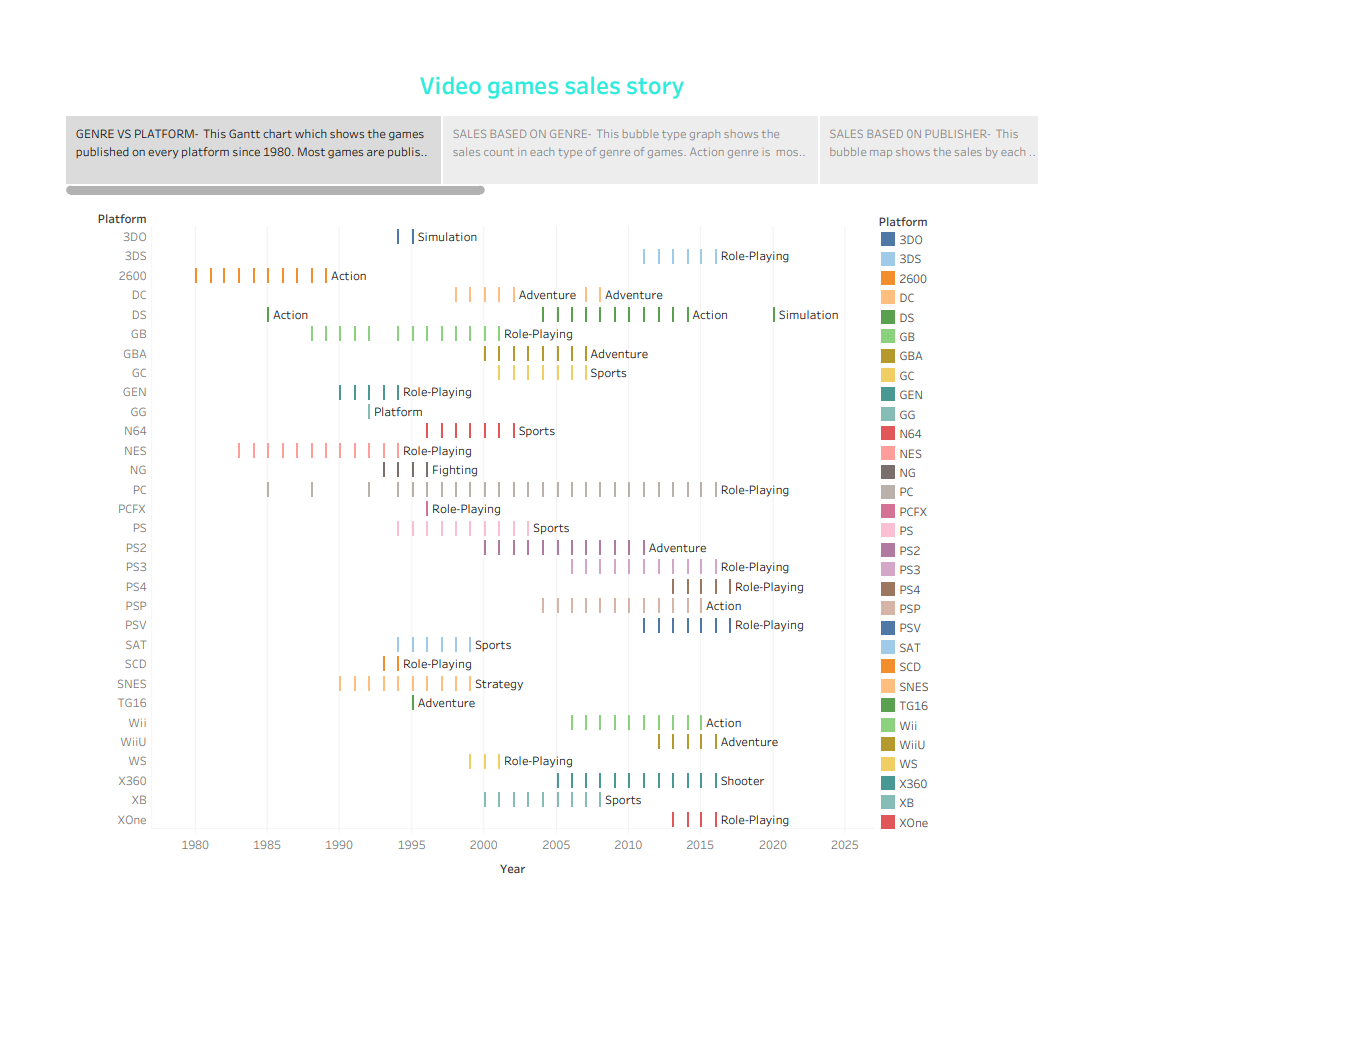 Video games sales story
GENRE VS PLATFORM- This Gantt chart which shows the games
published on every platform since 1980. Most games are publis..
SALES BASED ON GENRE- This bubble type graph shows the
sales count in each type of genre of games. Action genre is mos..
SALES BASED 0N PUBLISHER- This
bubble map shows the sales by each ..
Platform
3DO Simulation
3DS Role-Playing
2600 Action
DC Adventure Adventure
DS Action Action Simulation
GB Role-Playing
GBA Adventure
GC Sports
GEN Role-Playing
GG Platform
N64 Sports
NES Role-Playing
NG Fighting
PC Role-Playing
PCFX Role-Playing
PS Sports
PS2 Adventure
PS3 Role-Playing
PS4 Role-Playing
PSP Action
PSV Role-Playing
SAT Sports
SCD Role-Playing
SNES Strategy
TG16 Adventure
Wii Action
WiiU Adventure
WS Role-Playing
X360 Shooter
XB Sports
XOne Role-Playing
1980 1985 1990 1995 2000 2005 2010 2015 2020 2025
Year
Platform
3DO
3DS
2600
DC
DS
GB
GBA
GC
GEN
GG
N64
NES
NG
PC
PCFX
PS
PS2
PS3
PS4
PSP
PSV
SAT
SCD
SNES
TG16
Wii
WiiU
WS
X360
XB
XOne